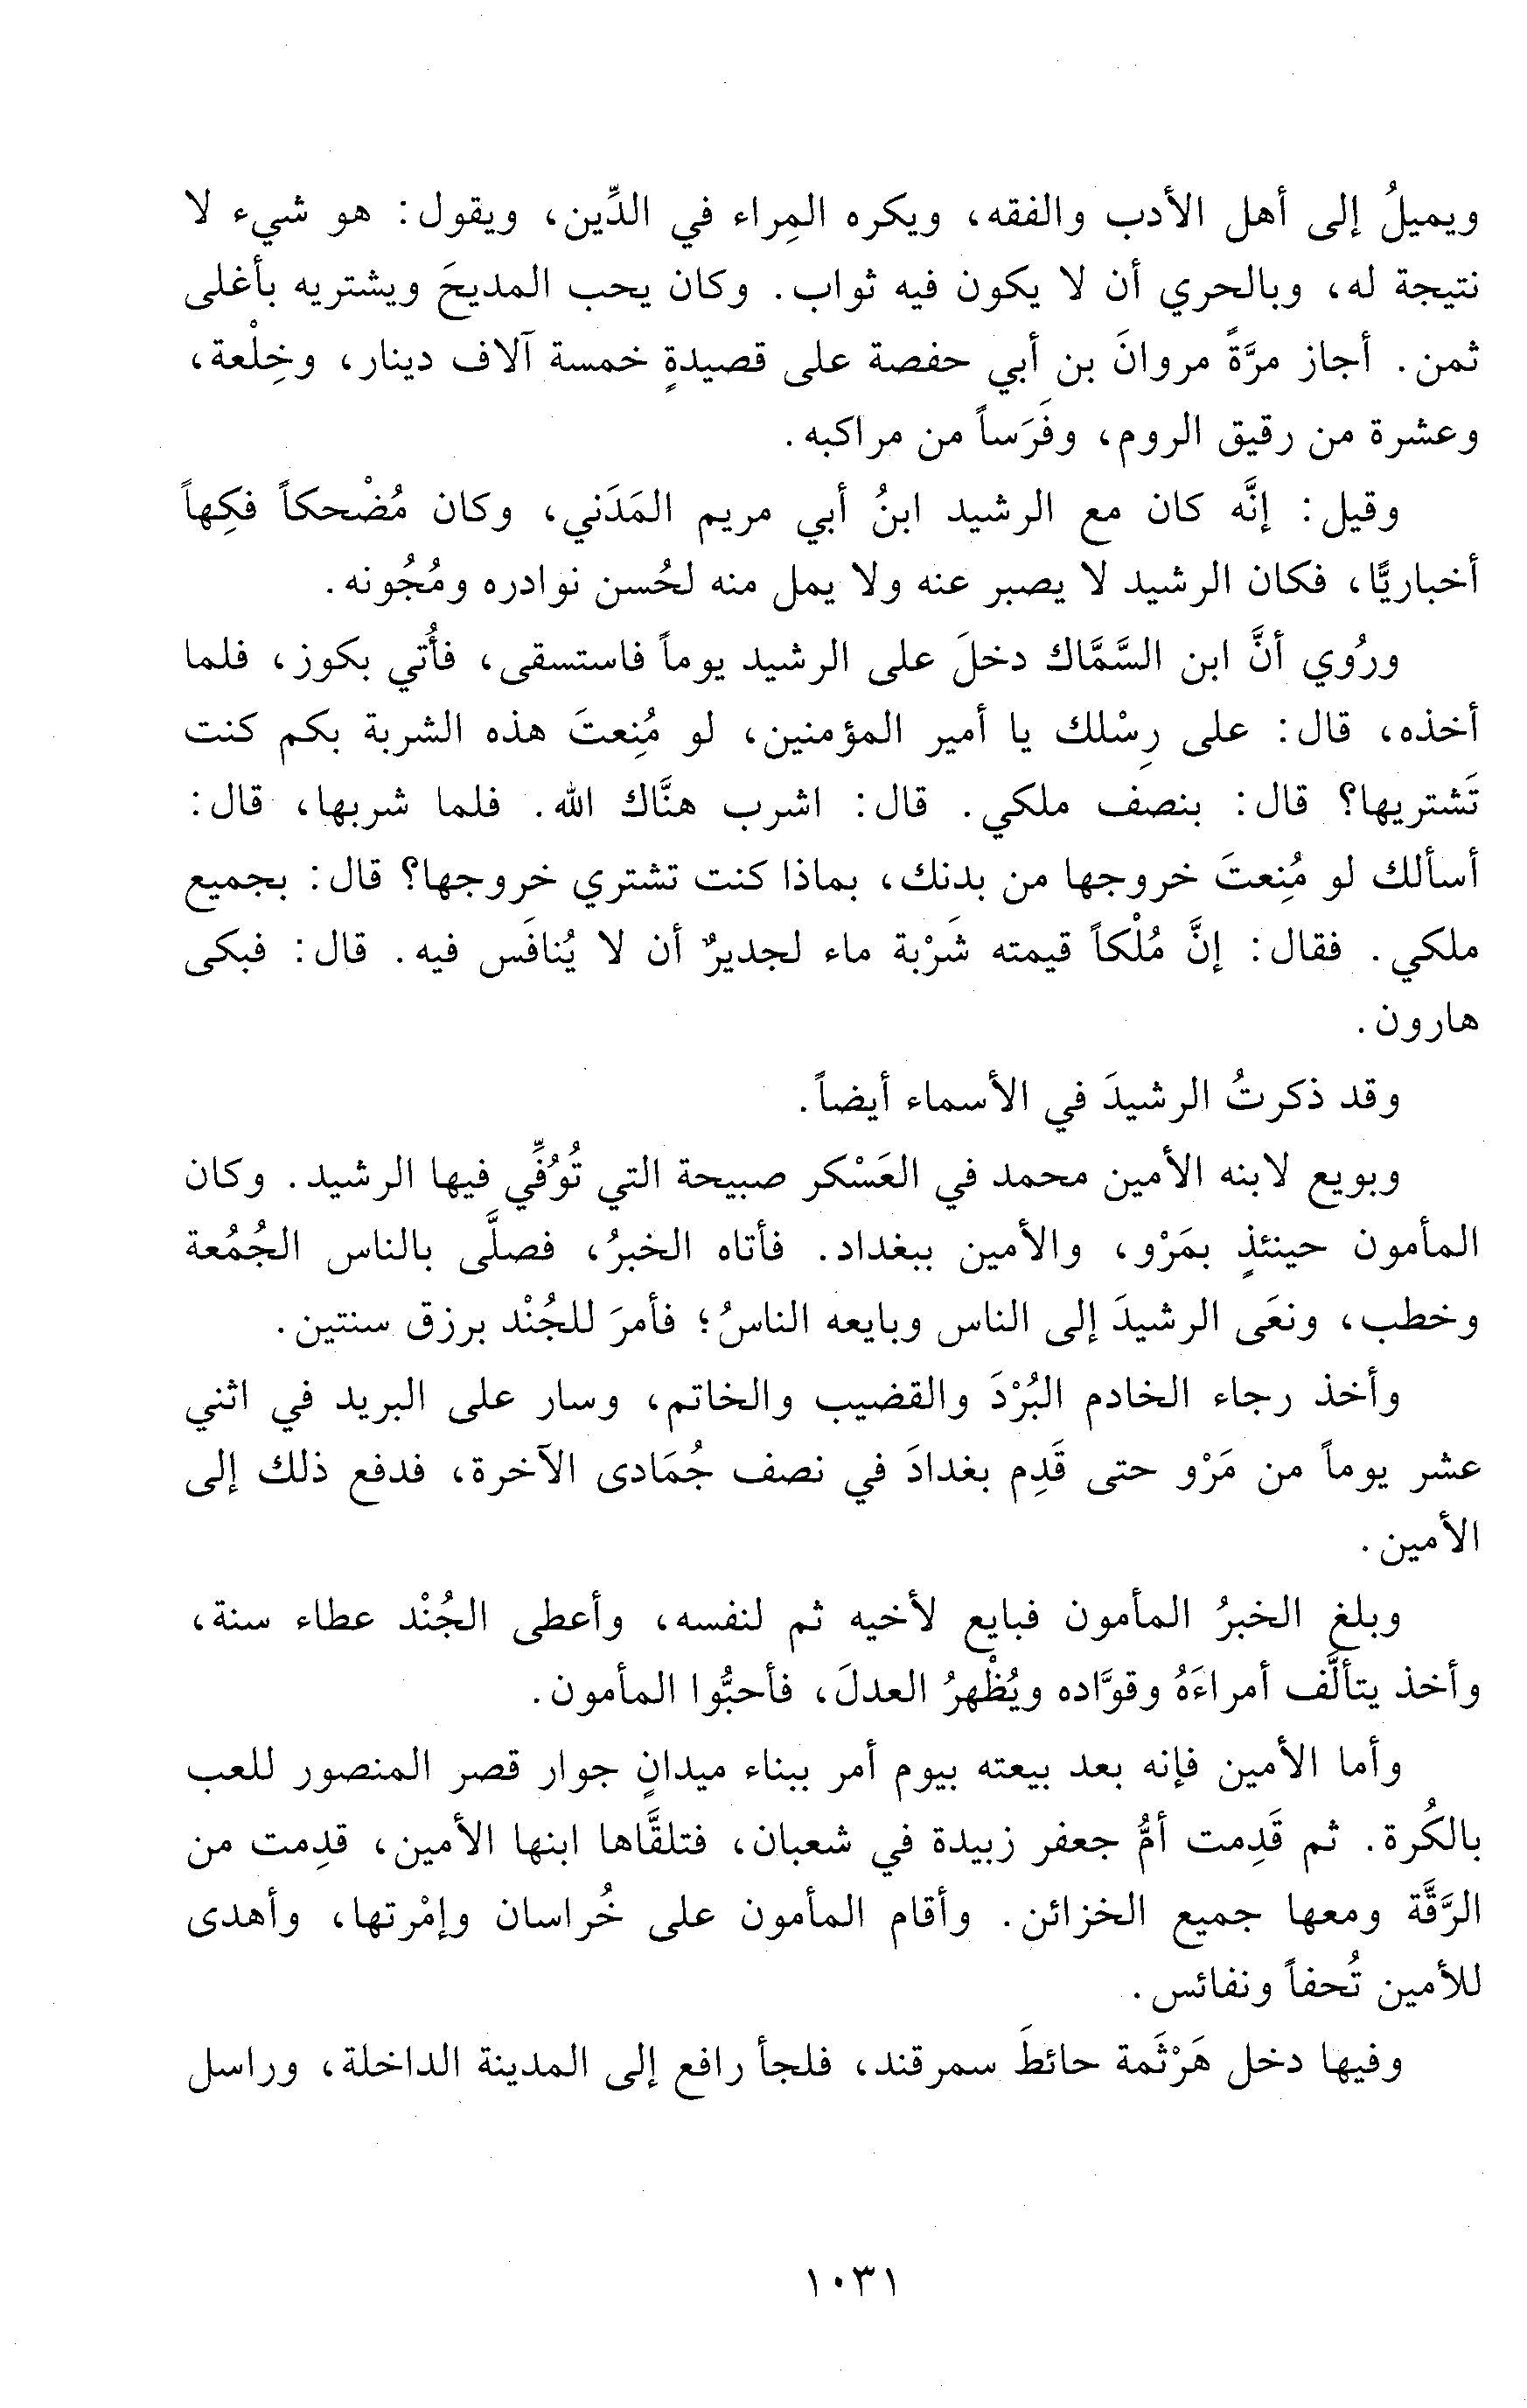 ويميلُ إلى أهل الأدب والفقه، ويكره المِراء في الدِّين، ويقول: هو شيء لا
نتيجة له، وبالحري أن لا يكون فيه ثواب. وكان يحب المديحَ ويشتريه بأغلى
ثمن. أجاز مرَّةً مروانَ بن أبي حفصة على قصيدةٍ خمسة آلاف دينار، وخِلْعة،
وعشرة من رقيق الروم، وفَرَساً من مراكبه.
وقيل: إنَّه كان مع الرشيد ابنُ أبي مريم المَدَني، وكان مُضْحكاً فكِهاً
أخباريًّا، فكان الرشيد لا يصبر عنه ولا يمل منه لحُسن نوادره ومُجُونه.
ورُوي أنَّ ابن السَّمَّاك دخلَ على الرشيد يوماً فاستسقى، فأُتي بكوز، فلما
أخذه، قال: على رِسْلك يا أمير المؤمنين، لو مُنِعتَ هذه الشربة بكم كنت
تَشتريها؟ قال: بنصف ملكي. قال: اشرب هنَّاك الله. فلما شربها، قال:
أسألك لو مُنِعتَ خروجها من بدنك، بماذا كنت تشتري خروجها؟ قال: بجميع
ملكي. فقال: إنَّ مُلْكاً قيمته شَرْبة ماء لجديرٌ أن لا يُنافَس فيه. قال: فبكى
هارون.
وقد ذكرتُ الرشيدَ في الأسماء أيضاً.
وبويع لابنه الأمين محمد في العَسْكر صبيحة التي تُوُفِّي فيها الرشيد. وكان
المأمون حينئذٍ بمَرْو، والأمين ببغداد. فأتاه الخبرُ، فصلَّى بالناس الجُمُعة
وخطب، ونعَى الرشيدَ إلى الناس وبايعه الناسُ؛ فأمرَ للجُنْد برزق سنتين.
وأخذ رجاء الخادم البُرْدَ والقضيب والخاتم، وسار على البريد في اثني
عشر يوماً من مَرْو حتى قَدِم بغدادَ في نصف جُمَادى الآخرة، فدفع ذلك إلى
الأمين.
وبلغ الخبرُ المأمون فبايع لأخيه ثم لنفسه، وأعطى الجُنْد عطاء سنة،
وأخذ يتألَّف أمراءَهُ وقوَّاده ويُظْهرُ العدلَ، فأحبُّوا المأمون.
وأما الأمين فإنه بعد بيعته بيوم أمر ببناء ميدانٍ جوار قصر المنصور للعب
بالكُرة. ثم قَدِمت أمُّ جعفر زبيدة في شعبان، فتلقَّاها ابنها الأمين، قدِمت من
الرَّقَّة ومعها جميع الخزائن. وأقام المأمون على خُراسان وإمْرتها، وأهدى
للأمين تُحفاً ونفائس.
وفيها دخل هَرْثَمة حائطَ سمرقند، فلجأ رافع إلى المدينة الداخلة، وراسل
١٠٣١